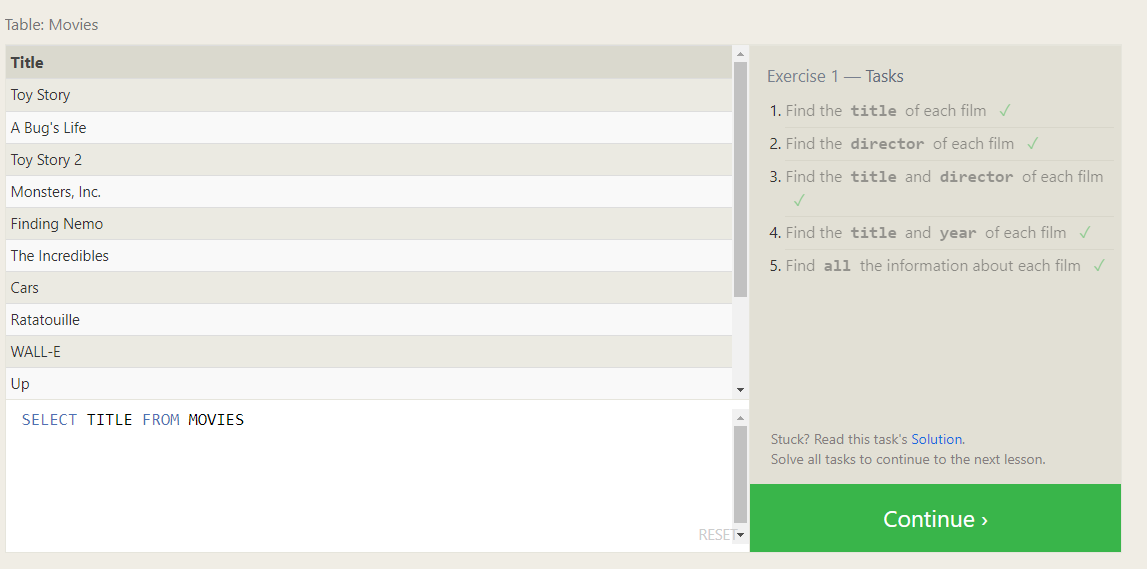 Table: Movies
Title
Toy Story
A Bug's Life
Toy Story 2
Monsters, Inc.
Finding Nemo
The Incredibles
Cars
Ratatouille
WALL-E
Up
SELECT TITLE FROM MOVIES
RESET
Exercise 1 — Tasks
1. Find the title of each film ✓
2. Find the director of each film ✓
3. Find the title and director of each film
✓
4. Find the title and year of each film ✓
5. Find all the information about each film ✓
Stuck? Read this task's Solution.
Solve all tasks to continue to the next lesson.
Continue ›